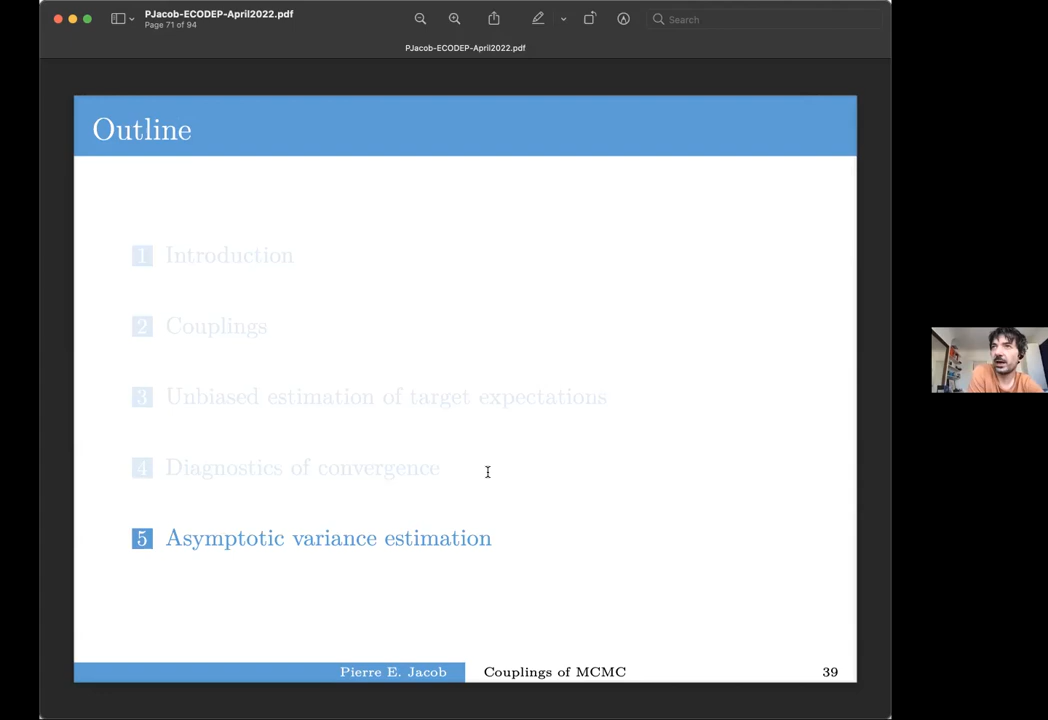 PJacob-ECODEP-April2022.pdf
Page 71 of 94
Search
PJacob-ECODEP-April2022.pdf
Outline
1 Introduction
2 Couplings
3 Unbiased estimation of target expectations
4 Diagnostics of convergence
5 Asymptotic variance estimation
Pierre E. Jacob Couplings of MCMC 39